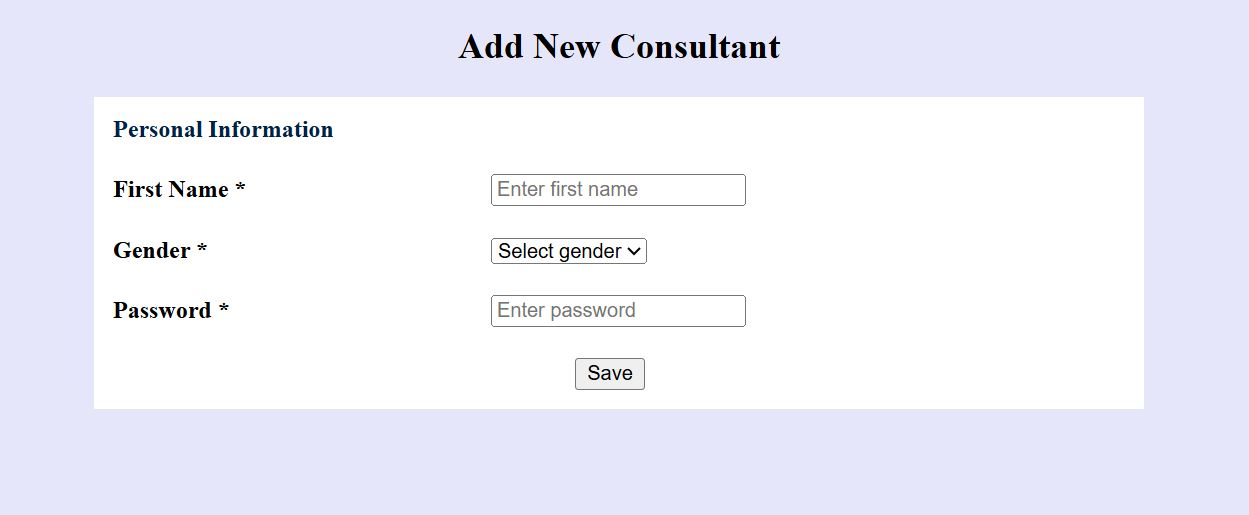 Add New Consultant
Personal Information
First Name * Enter first name
Gender * Select gender
Password * Enter password
Save